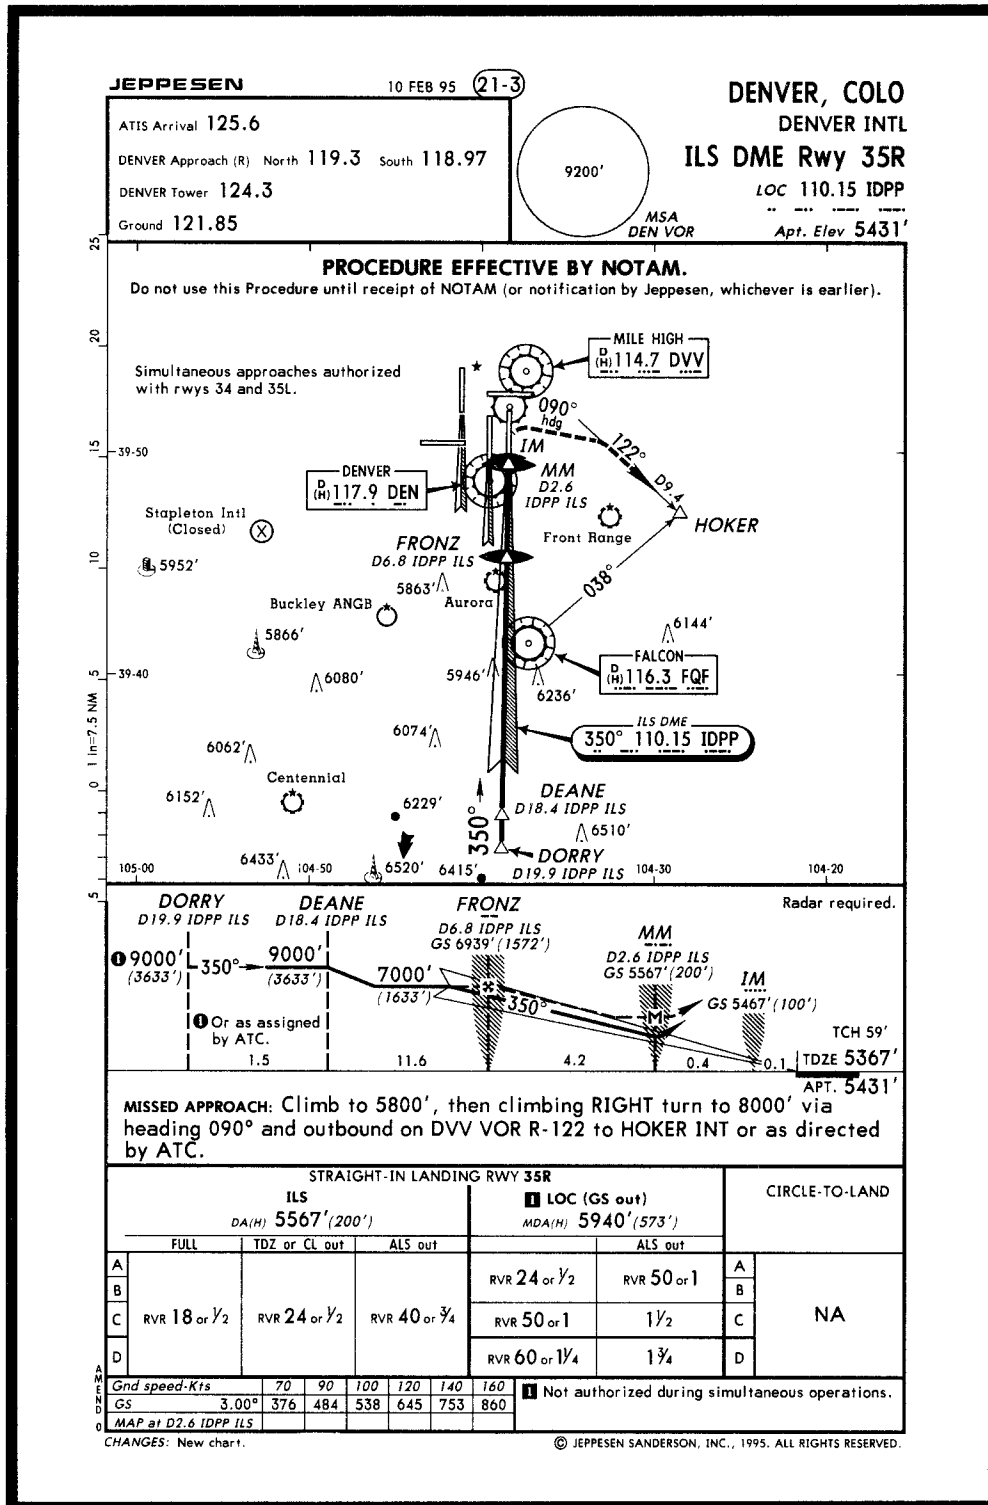 JEPPESEN 10 FEB 95 21-3
DENVER, COLO
DENVER INTL
ILS DME Rwy 35R
LOC 110.15 IDPP
Apt. Elev 5431'
ATIS Arrival 125.6
DENVER Approach (R) North 119.3 South 118.97
DENVER Tower 124.3
Ground 121.85
9200'
MSA
DEN VOR
PROCEDURE EFFECTIVE BY NOTAM.
Do not use this Procedure until receipt of NOTAM (or notification by Jeppesen, whichever is earlier).
25
20
15
10
5
0
5
1 in=7.5 NM
Simultaneous approaches authorized
with rwys 34 and 35L.
MILE HIGH
D
(H) 114.7 DVV
090°
hdg
122°
D9.4
HOKER
39-50
IM
MM
D2.6
IDPP ILS
DENVER
D
(H) 117.9 DEN
Stapleton Intl
(Closed)
X
Front Range
FRONZ
D6.8 IDPP ILS
5952'
5863'
Aurora
038°
Buckley ANGB
5866'
6144'
FALCON
D
(H) 116.3 FQF
39-40
6080'
5946'
6236'
ILS DME
350° 110.15 IDPP
6074'
6062'
Centennial
6152'
6229'
DEANE
D18.4 IDPP ILS
350°
6510'
DORRY
D19.9 IDPP ILS
6433'
6520'
6415'
105-00
104-50
104-30
104-20
DORRY
D19.9 IDPP ILS
DEANE
D18.4 IDPP ILS
FRONZ
D6.8 IDPP ILS
GS 6939'(1572')
Radar required.
MM
D2.6 IDPP ILS
GS 5567'(200')
IM
GS 5467'(100')
1 9000'
(3633')
350°
9000'
(3633')
7000'
(1633')
350°
M
1 Or as assigned
by ATC.
TCH 59'
TDZE 5367'
APT. 5431'
1.5 11.6 4.2 0.4 0.1
MISSED APPROACH: Climb to 5800', then climbing RIGHT turn to 8000' via
heading 090° and outbound on DVV VOR R-122 to HOKER INT or as directed
by ATC.
STRAIGHT-IN LANDING RWY 35R
CIRCLE-TO-LAND
ILS
DA(H) 5567'(200')
1 LOC (GS out)
MDA(H) 5940'(573')
FULL TDZ or CL out ALS out ALS out
A
B
C
D
RVR 18 or 1/2
RVR 24 or 1/2
RVR 40 or 3/4
RVR 24 or 1/2 RVR 50 or 1
RVR 50 or 1 1 1/2
RVR 60 or 1 1/4 1 3/4
A
B
C
D
NA
AMEND 0
Gnd speed-Kts 70 90 100 120 140 160
GS 3.00° 376 484 538 645 753 860
MAP at D2.6 IDPP ILS
1 Not authorized during simultaneous operations.
CHANGES: New chart.
© JEPPESEN SANDERSON, INC., 1995. ALL RIGHTS RESERVED.